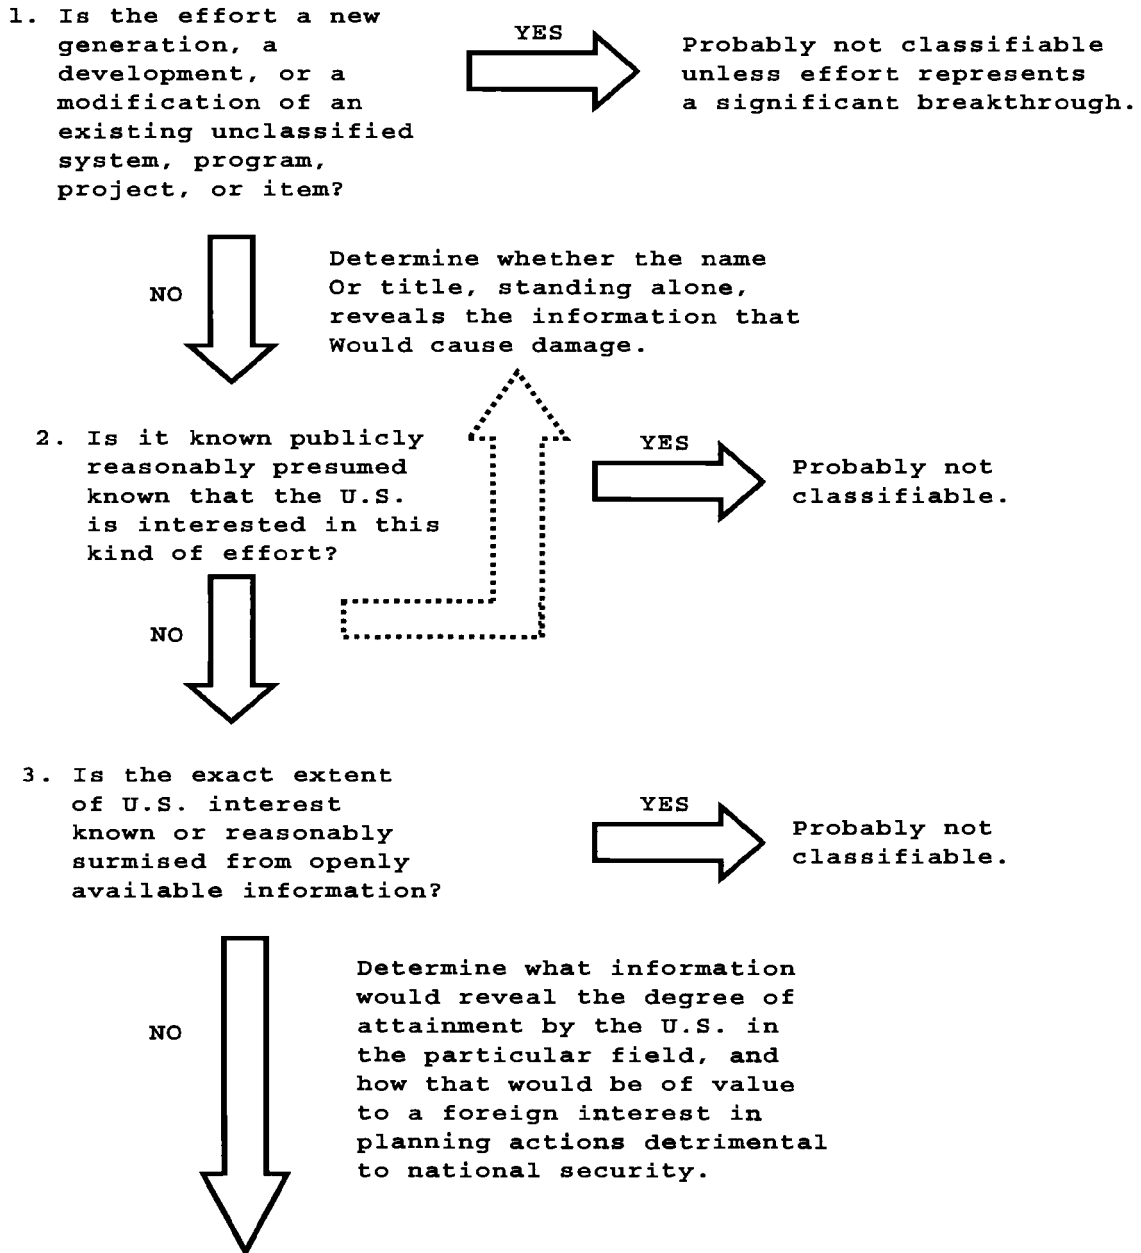 1. Is the effort a new
generation, a
development, or a
modification of an
existing unclassified
system, program,
project, or item?
YES
Probably not classifiable
unless effort represents
a significant breakthrough.
NO
Determine whether the name
Or title, standing alone,
reveals the information that
Would cause damage.
2. Is it known publicly
reasonably presumed
known that the U.S.
is interested in this
kind of effort?
YES
Probably not
classifiable.
NO
3. Is the exact extent
of U.S. interest
known or reasonably
surmised from openly
available information?
YES
Probably not
classifiable.
NO
Determine what information
would reveal the degree of
attainment by the U.S. in
the particular field, and
how that would be of value
to a foreign interest in
planning actions detrimental
to national security.